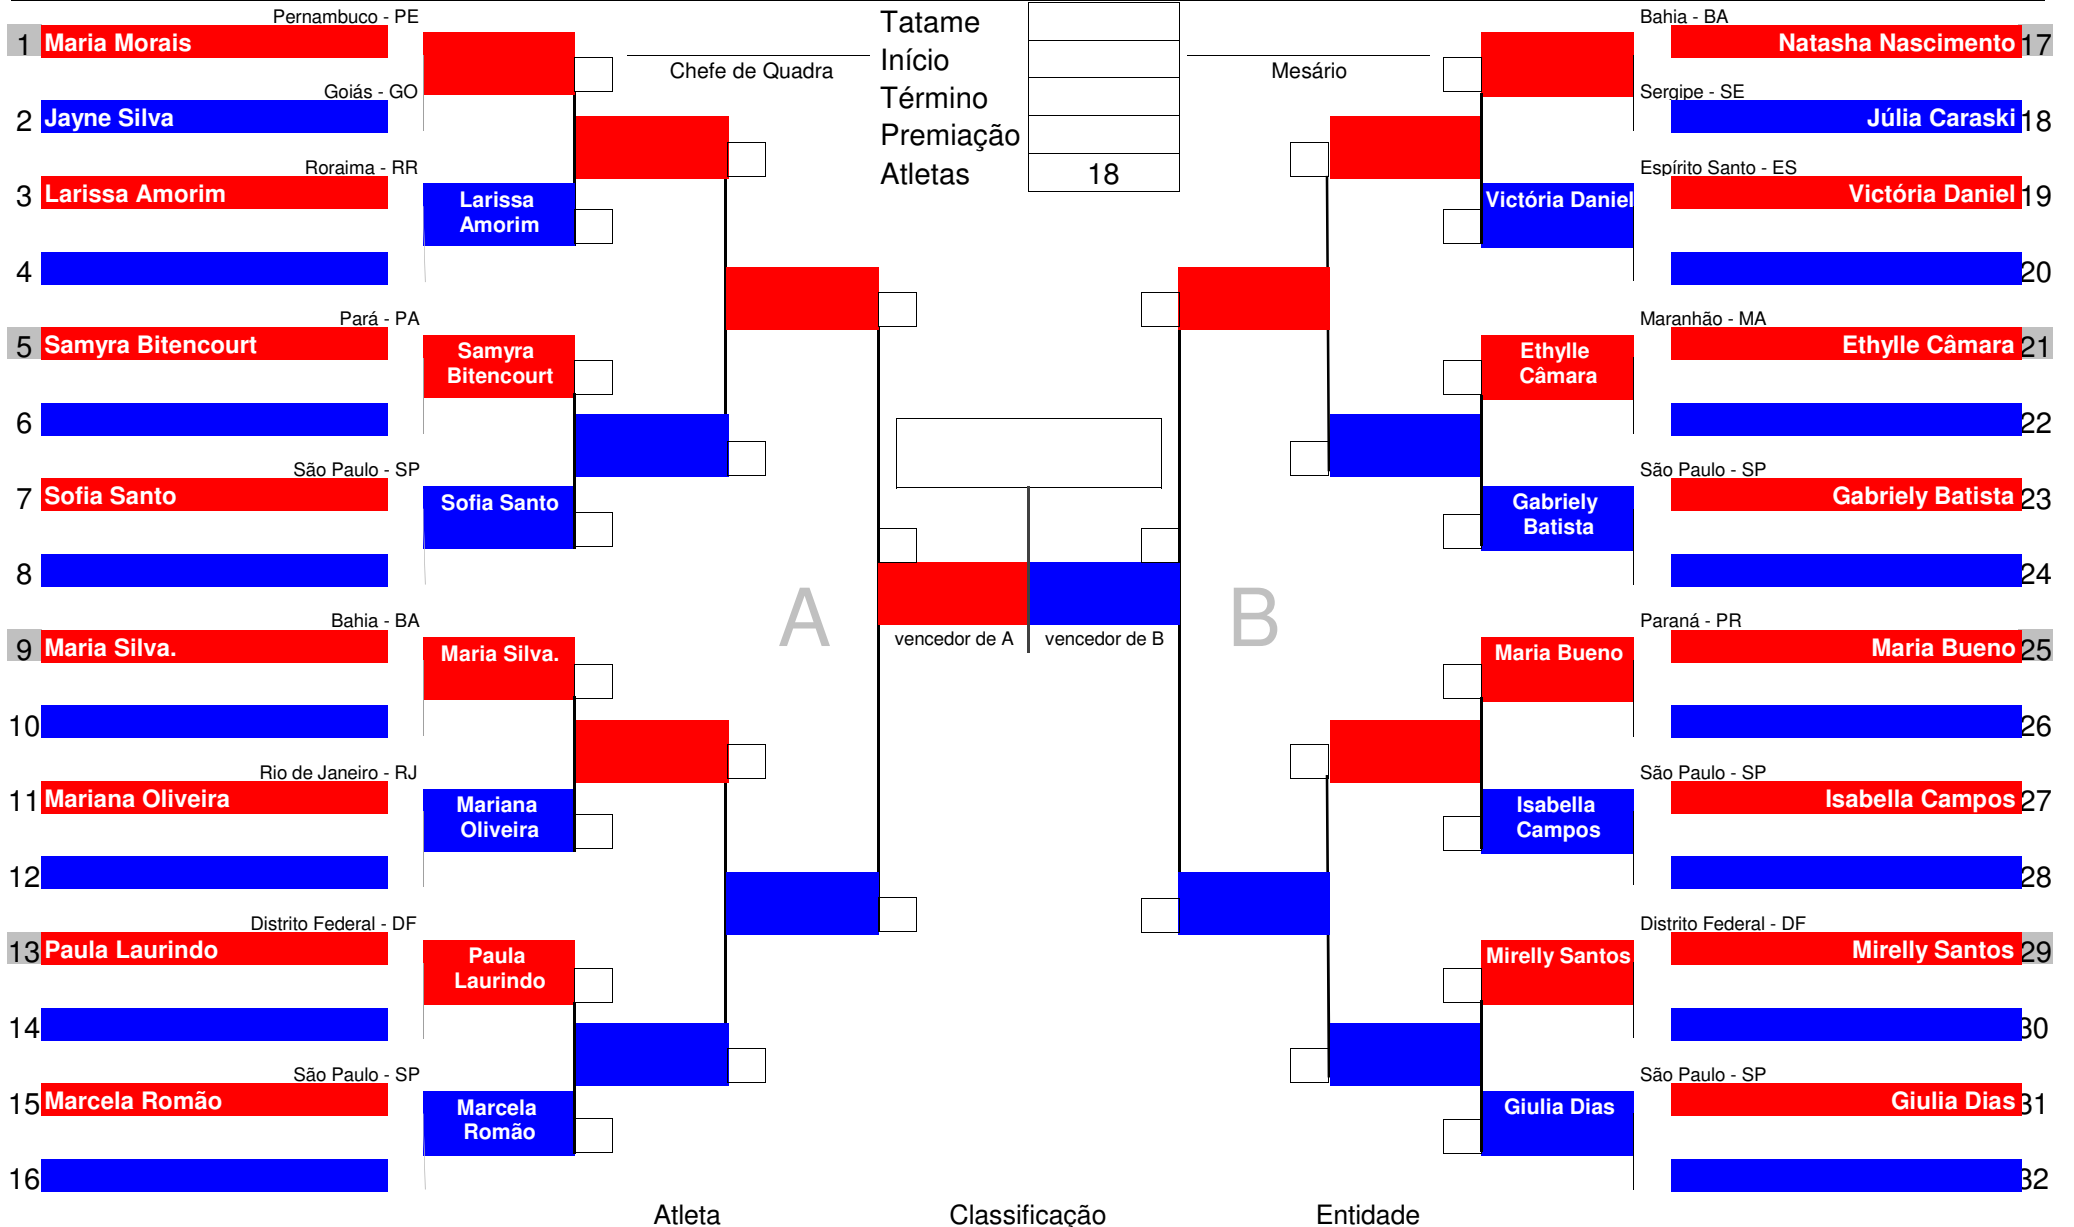 Tatame
Início
Término
Premiação
Atletas 18
Chefe de Quadra
Mesário
Pernambuco - PE
1 Maria Morais
Goiás - GO
2 Jayne Silva
Roraima - RR
3 Larissa Amorim
4
Pará - PA
5 Samyra Bitencourt
6
São Paulo - SP
7 Sofia Santo
8
Bahia - BA
9 Maria Silva.
10
Rio de Janeiro - RJ
11 Mariana Oliveira
12
Distrito Federal - DF
13 Paula Laurindo
14
São Paulo - SP
15 Marcela Romão
16
Larissa
Amorim
Samyra
Bitencourt
Sofia Santo
Maria Silva.
Mariana
Oliveira
Paula
Laurindo
Marcela
Romão
A
B
vencedor de A
vencedor de B
Victória Daniel
Ethylle
Câmara
Gabriely
Batista
Maria Bueno
Isabella
Campos
Mirelly Santos
Giulia Dias
Bahia - BA
Natasha Nascimento 17
Sergipe - SE
Júlia Caraski 18
Espírito Santo - ES
Victória Daniel 19
20
Maranhão - MA
Ethylle Câmara 21
22
São Paulo - SP
Gabriely Batista 23
24
Paraná - PR
Maria Bueno 25
26
São Paulo - SP
Isabella Campos 27
28
Distrito Federal - DF
Mirelly Santos 29
30
São Paulo - SP
Giulia Dias 31
32
Atleta
Classificação
Entidade